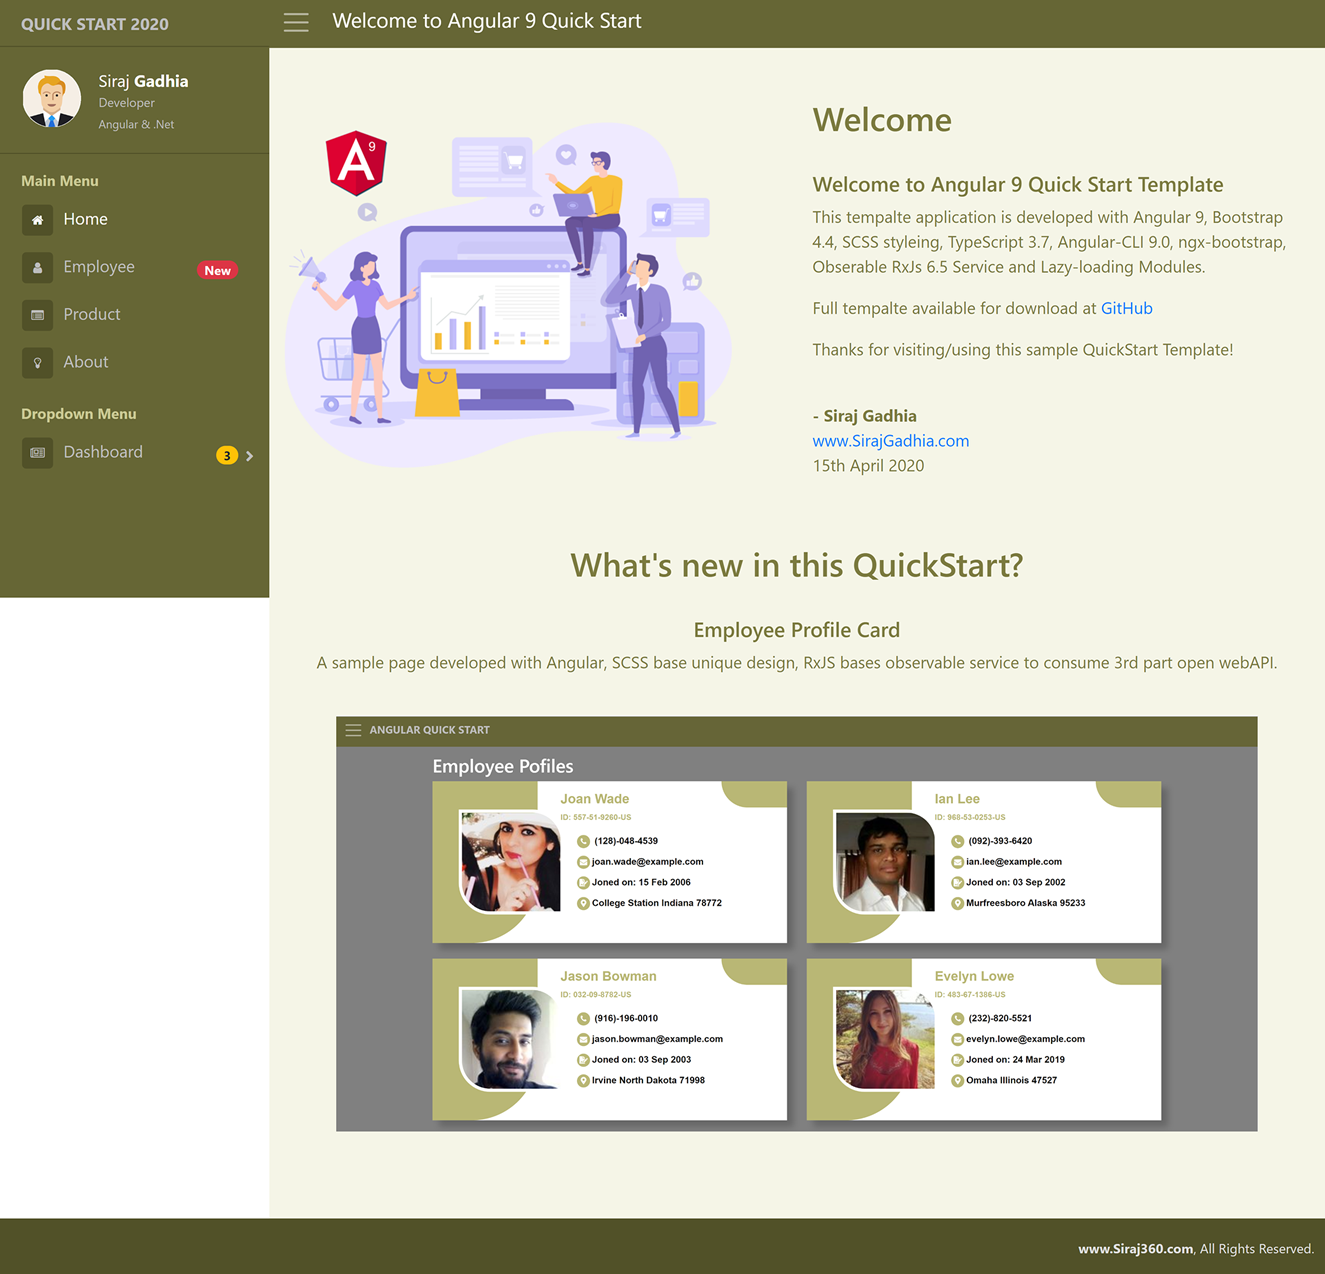 QUICK START 2020
Welcome to Angular 9 Quick Start
Siraj Gadhia
Developer
Angular & .Net
Main Menu
Home
Employee
New
Product
About
Dropdown Menu
Dashboard
3
A
9
Welcome
Welcome to Angular 9 Quick Start Template
This tempalte application is developed with Angular 9, Bootstrap
4.4, SCSS styleing, TypeScript 3.7, Angular-CLI 9.0, ngx-bootstrap,
Obserable RxJs 6.5 Service and Lazy-loading Modules.
Full tempalte available for download at GitHub
Thanks for visiting/using this sample QuickStart Template!
- Siraj Gadhia
www.SirajGadhia.com
15th April 2020
What's new in this QuickStart?
Employee Profile Card
A sample page developed with Angular, SCSS base unique design, RxJS bases observable service to consume 3rd part open webAPI.
ANGULAR QUICK START
Employee Pofiles
Joan Wade
ID: 557-51-9260-US
(128)-048-4539
joan.wade@example.com
Joned on: 15 Feb 2006
College Station Indiana 78772
Ian Lee
ID: 968-53-0253-US
(092)-393-6420
ian.lee@example.com
Joned on: 03 Sep 2002
Murfreesboro Alaska 95233
Jason Bowman
ID: 032-09-8782-US
(916)-196-0010
jason.bowman@example.com
Joned on: 03 Sep 2003
Irvine North Dakota 71998
Evelyn Lowe
ID: 483-67-1386-US
(232)-820-5521
evelyn.lowe@example.com
Joned on: 24 Mar 2019
Omaha Illinois 47527
www.Siraj360.com, All Rights Reserved.